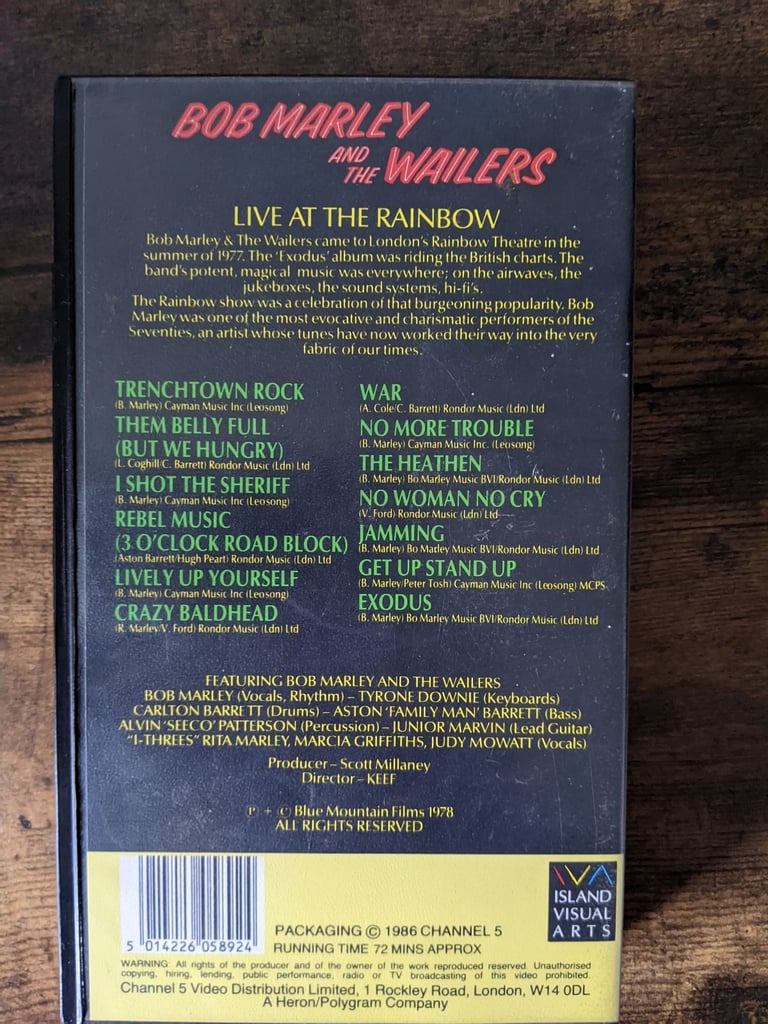 BOB MARLEY
AND THE WAILERS
LIVE AT THE RAINBOW
Bob Marley & The Wailers came to London's Rainbow Theatre in the
summer of 1977. The 'Exodus' album was riding the British charts. The
band's potent, magical music was everywhere; on the airwaves, the
jukeboxes, the sound systems, hi-fi's.
The Rainbow show was a celebration of that burgeoning popularity. Bob
Marley was one of the most evocative and charismatic performers of the
Seventies, an artist whose tunes have now worked their way into the very
fabric of our times.
TRENCHTOWN ROCK
(B. Marley) Cayman Music Inc (Leosong)
THEM BELLY FULL
(BUT WE HUNGRY)
(L. Coghill/C. Barrett) Rondor Music (Ldn) Ltd
I SHOT THE SHERIFF
(B. Marley) Cayman Music Inc (Leosong)
REBEL MUSIC
(3 O'CLOCK ROAD BLOCK)
(Aston Barrett/Hugh Peart) Rondor Music (Ldn) Ltd
LIVELY UP YOURSELF
(B. Marley) Cayman Music Inc (Leosong)
CRAZY BALDHEAD
(R. Marley/V. Ford) Rondor Music (Ldn) Ltd
WAR
(A. Cole/C. Barrett) Rondor Music (Ldn) Ltd
NO MORE TROUBLE
(B. Marley) Cayman Music Inc. (Leosong)
THE HEATHEN
(B. Marley) Bo Marley Music BVI/Rondor Music (Ldn) Ltd
NO WOMAN NO CRY
(V. Ford) Rondor Music (Ldn) Ltd
JAMMING
(B. Marley) Bo Marley Music BVI/Rondor Music (Ldn) Ltd
GET UP STAND UP
(B. Marley/Peter Tosh) Cayman Music Inc (Leosong) MCPS
EXODUS
(B. Marley) Bo Marley Music BVI/Rondor Music (Ldn) Ltd
FEATURING BOB MARLEY AND THE WAILERS
BOB MARLEY (Vocals, Rhythm) – TYRONE DOWNIE (Keyboards)
CARLTON BARRETT (Drums) – ASTON 'FAMILY MAN' BARRETT (Bass)
ALVIN 'SEECO' PATTERSON (Percussion) – JUNIOR MARVIN (Lead Guitar)
"I-THREES" RITA MARLEY, MARCIA GRIFFITHS, JUDY MOWATT (Vocals)
Producer – Scott Millaney
Director – KEEF
℗ + © Blue Mountain Films 1978
ALL RIGHTS RESERVED
5 014226 058924
PACKAGING © 1986 CHANNEL 5
RUNNING TIME 72 MINS APPROX
IVA
ISLAND
VISUAL
ARTS
WARNING: All rights of the producer and of the owner of the work reproduced reserved. Unauthorised
copying, hiring, lending, public performance, radio or TV broadcasting of this video prohibited.
Channel 5 Video Distribution Limited, 1 Rockley Road, London, W14 0DL
A Heron/Polygram Company